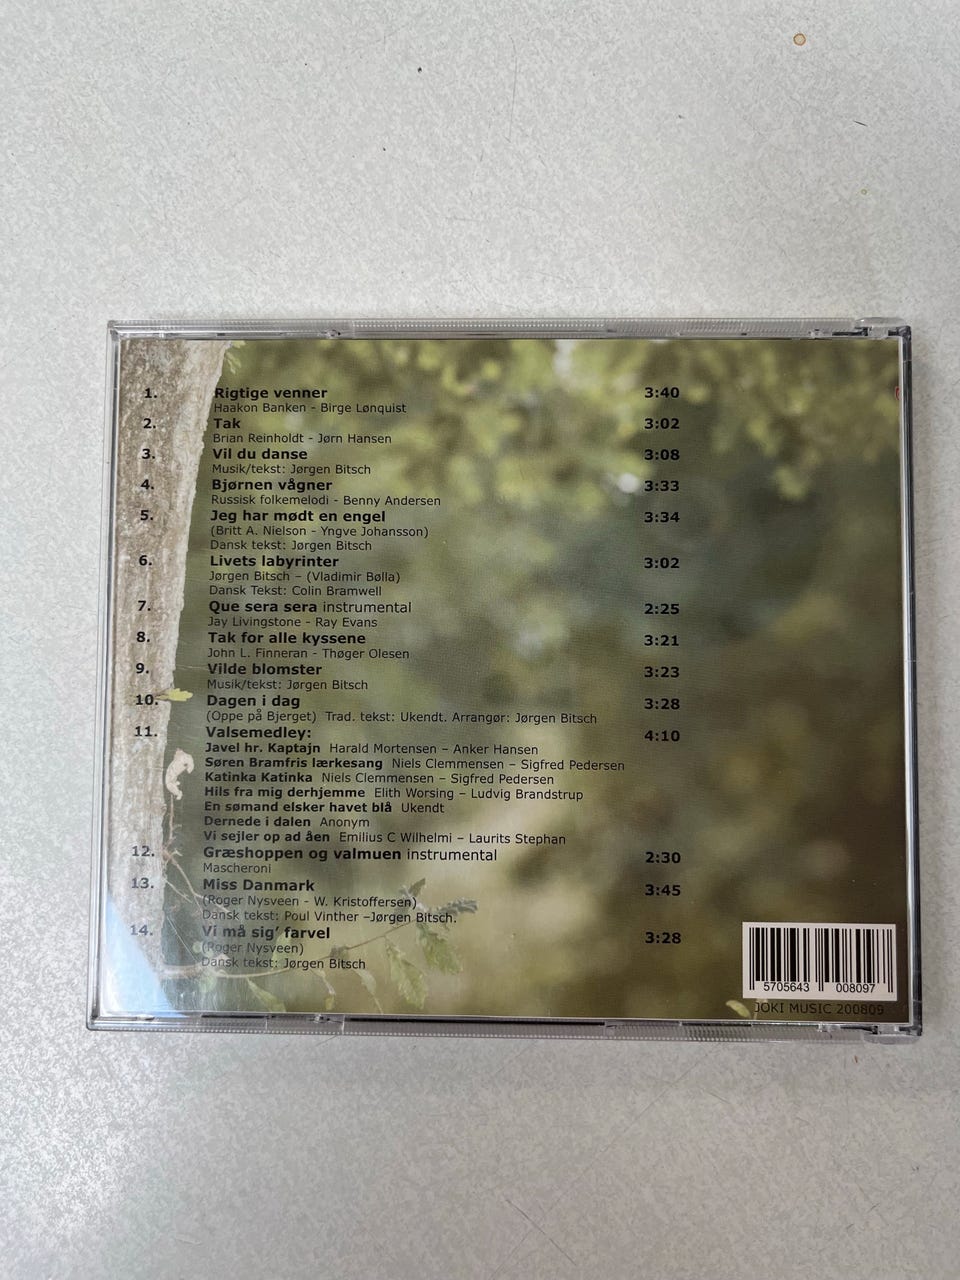 1. Rigtige venner 3:40
Haakon Banken - Birge Lønquist
2. Tak 3:02
Brian Reinholdt - Jørn Hansen
3. Vil du danse 3:08
Musik/tekst: Jørgen Bitsch
4. Bjørnen vågner 3:33
Russisk folkemelodi - Benny Andersen
5. Jeg har mødt en engel 3:34
(Britt A. Nielson - Yngve Johansson)
Dansk tekst: Jørgen Bitsch
6. Livets labyrinter 3:02
Jørgen Bitsch – (Vladimir Bølla)
Dansk Tekst: Colin Bramwell
7. Que sera sera instrumental 2:25
Jay Livingstone - Ray Evans
8. Tak for alle kyssene 3:21
John L. Finneran - Thøger Olesen
9. Vilde blomster 3:23
Musik/tekst: Jørgen Bitsch
10. Dagen i dag 3:28
(Oppe på Bjerget) Trad. tekst: Ukendt. Arrangør: Jørgen Bitsch
11. Valsemedley: 4:10
Javel hr. Kaptajn Harald Mortensen – Anker Hansen
Søren Bramfris lærkesang Niels Clemmensen – Sigfred Pedersen
Katinka Katinka Niels Clemmensen – Sigfred Pedersen
Hils fra mig derhjemme Elith Worsing – Ludvig Brandstrup
En sømand elsker havet blå Ukendt
Dernede i dalen Anonym
Vi sejler op ad åen Emilius C Wilhelmi – Laurits Stephan
12. Græshoppen og valmuen instrumental 2:30
Mascheroni
13. Miss Danmark 3:45
(Roger Nysveen - W. Kristoffersen)
Dansk tekst: Poul Vinther –Jørgen Bitsch.
14. Vi må sig' farvel 3:28
(Roger Nysveen)
Dansk tekst: Jørgen Bitsch
5705643 008097
JOKI MUSIC 200809